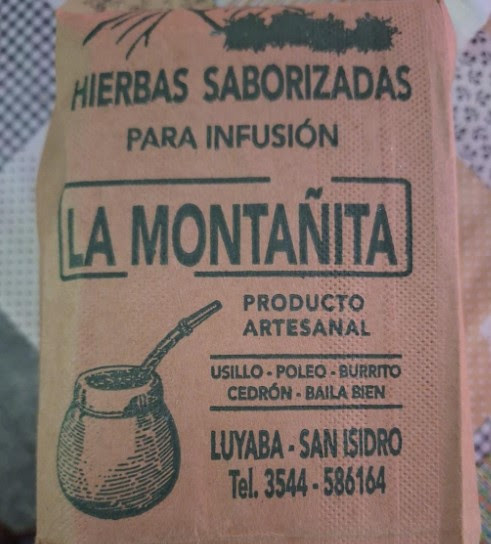 HIERBAS SABORIZADAS
PARA INFUSIÓN
LA MONTAÑITA
PRODUCTO
ARTESANAL
USILLO - POLEO - BURRITO
CEDRÓN - BAILA BIEN
LUYABA - SAN ISIDRO
Tel. 3544 - 586164